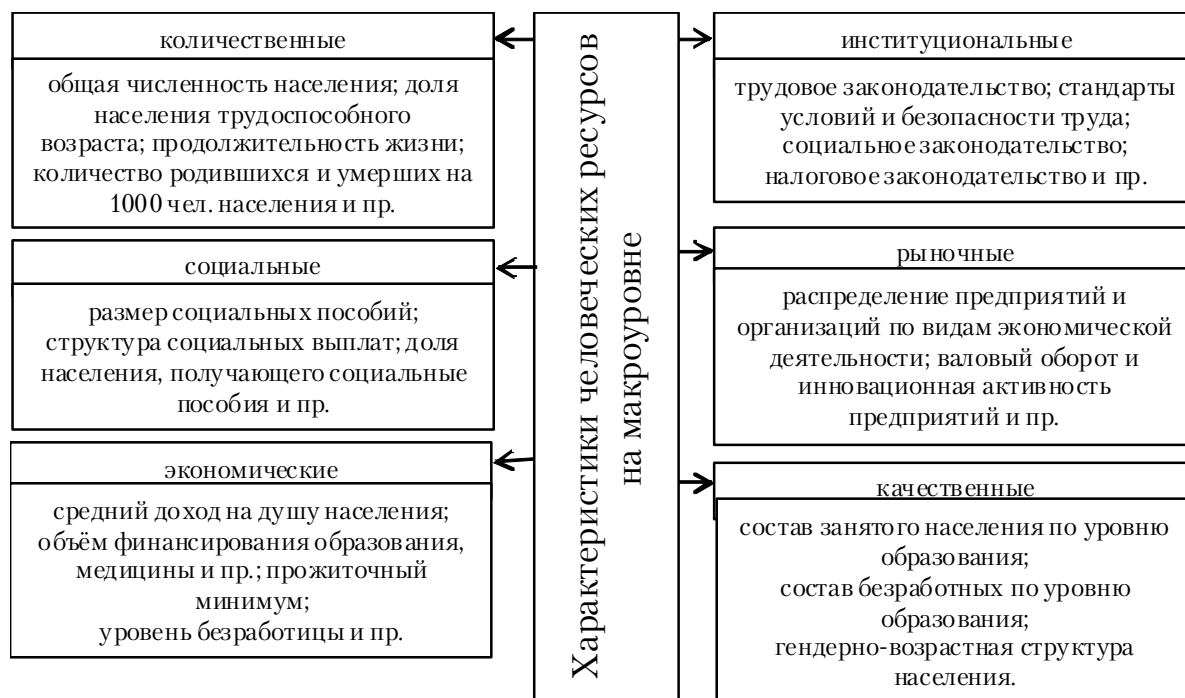 количественные
общая численность населения; доля
населения трудоспособного
возраста; продолжительность жизни;
количество родившихся и умерших на
1000 чел. населения и пр.
социальные
размер социальных пособий;
структура социальных выплат; доля
населения, получающего социальные
пособия и пр.
экономические
средний доход на душу населения;
объём финансирования образования,
медицины и пр.; прожиточный
минимум;
уровень безработицы и пр.
Характеристики человеческих ресурсов
на макроуровне
институциональные
трудовое законодательство; стандарты
условий и безопасности труда;
социальное законодательство;
налоговое законодательство и пр.
рыночные
распределение предприятий и
организаций по видам экономической
деятельности; валовый оборот и
инновационная активность
предприятий и пр.
качественные
состав занятого населения по уровню
образования;
состав безработных по уровню
образования;
гендерно-возрастная структура
населения.